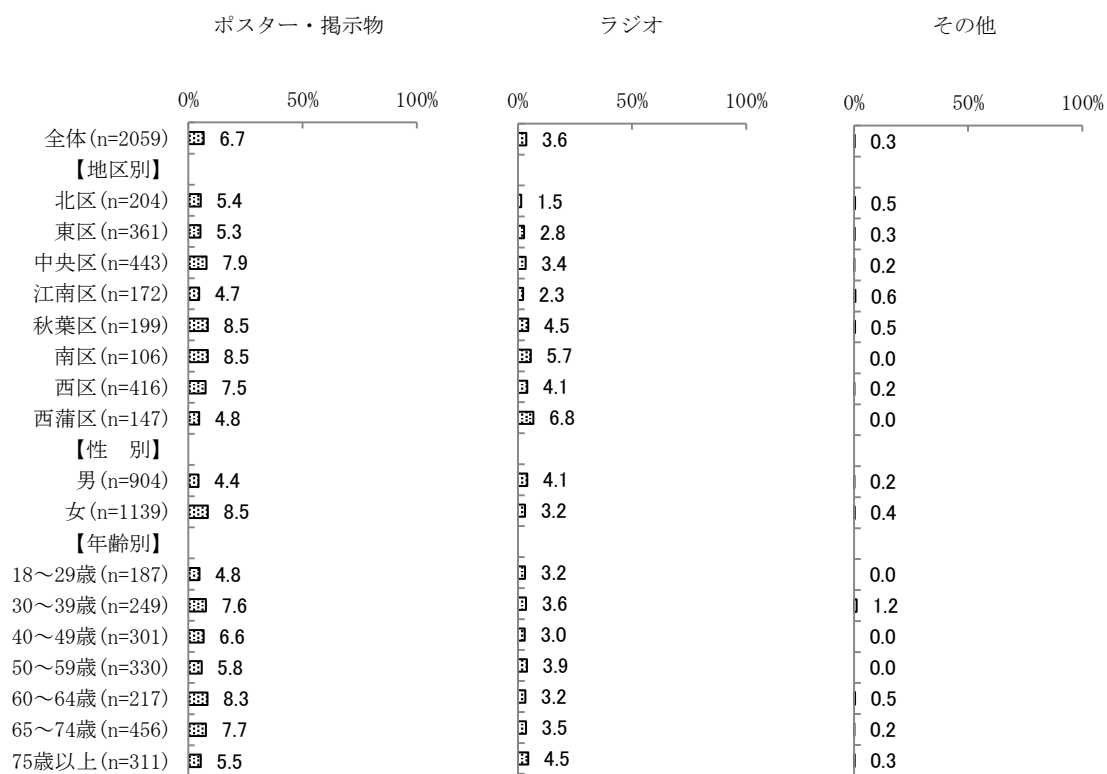 ポスター・掲示物 ラジオ その他
0% 50% 100% 0% 50% 100% 0% 50% 100%
全体(n=2059) 6.7 3.6 0.3
【地区別】
北区(n=204) 5.4 1.5 0.5
東区(n=361) 5.3 2.8 0.3
中央区(n=443) 7.9 3.4 0.2
江南区(n=172) 4.7 2.3 0.6
秋葉区(n=199) 8.5 4.5 0.5
南区(n=106) 8.5 5.7 0.0
西区(n=416) 7.5 4.1 0.2
西蒲区(n=147) 4.8 6.8 0.0
【性　別】
男(n=904) 4.4 4.1 0.2
女(n=1139) 8.5 3.2 0.4
【年齢別】
18～29歳(n=187) 4.8 3.2 0.0
30～39歳(n=249) 7.6 3.6 1.2
40～49歳(n=301) 6.6 3.0 0.0
50～59歳(n=330) 5.8 3.9 0.0
60～64歳(n=217) 8.3 3.2 0.5
65～74歳(n=456) 7.7 3.5 0.2
75歳以上(n=311) 5.5 4.5 0.3